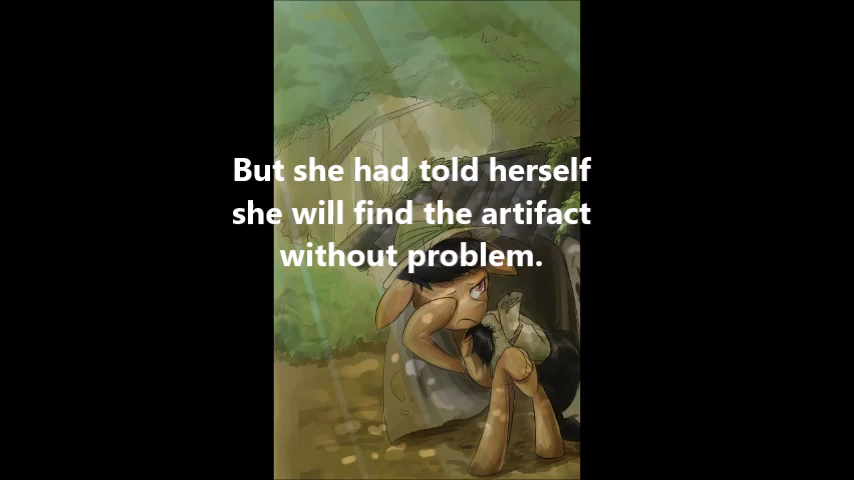 But she had told herself
she will find the artifact
without problem.